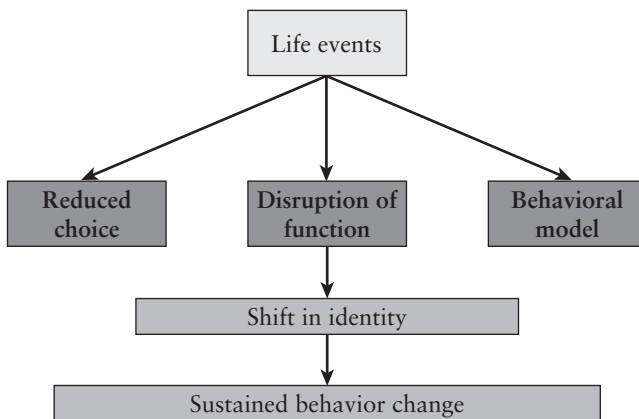 Life events
Reduced
choice
Disruption of
function
Behavioral
model
Shift in identity
Sustained behavior change